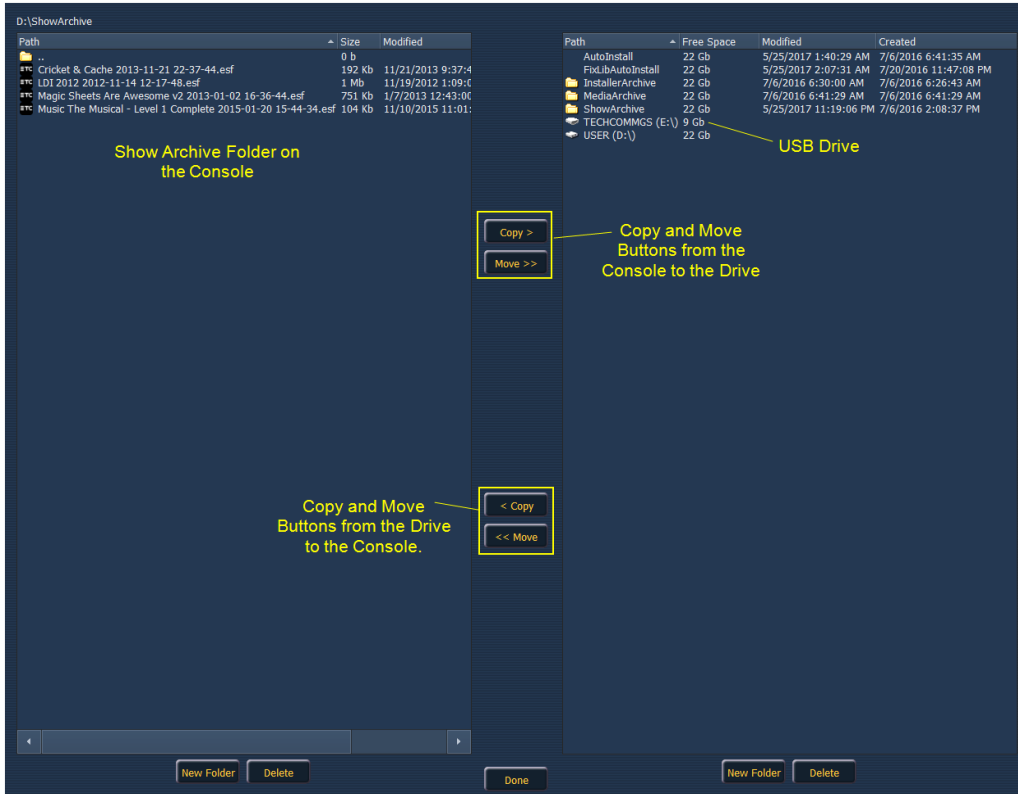 D:\ShowArchive
Path Size Modified
.. 0 b
Cricket & Cache 2013-11-21 22-37-44.esf 192 Kb 11/21/2013 9:37:4
LDI 2012 2012-11-14 12-17-48.esf 1 Mb 11/19/2012 1:09:0
Magic Sheets Are Awesome v2 2013-01-02 16-36-44.esf 751 Kb 1/7/2013 12:43:00
Music The Musical - Level 1 Complete 2015-01-20 15-44-34.esf 104 Kb 11/10/2015 11:01:
Show Archive Folder on
the Console
Path Free Space Modified Created
AutoInstall 22 Gb 5/25/2017 1:40:29 AM 7/6/2016 6:41:35 AM
FixLibAutoInstall 22 Gb 5/25/2017 2:07:31 AM 7/20/2016 11:47:08 PM
InstallerArchive 22 Gb 7/6/2016 6:30:00 AM 7/6/2016 6:26:43 AM
MediaArchive 22 Gb 7/6/2016 6:41:29 AM 7/6/2016 6:41:29 AM
ShowArchive 22 Gb 5/25/2017 11:19:06 PM 7/6/2016 2:08:37 PM
TECHCOMMGS (E:\) 9 Gb
USER (D:\) 22 Gb
USB Drive
Copy >
Move >>
Copy and Move
Buttons from the
Console to the Drive
Copy and Move
Buttons from the Drive
to the Console.
< Copy
<< Move
New Folder Delete
Done
New Folder Delete